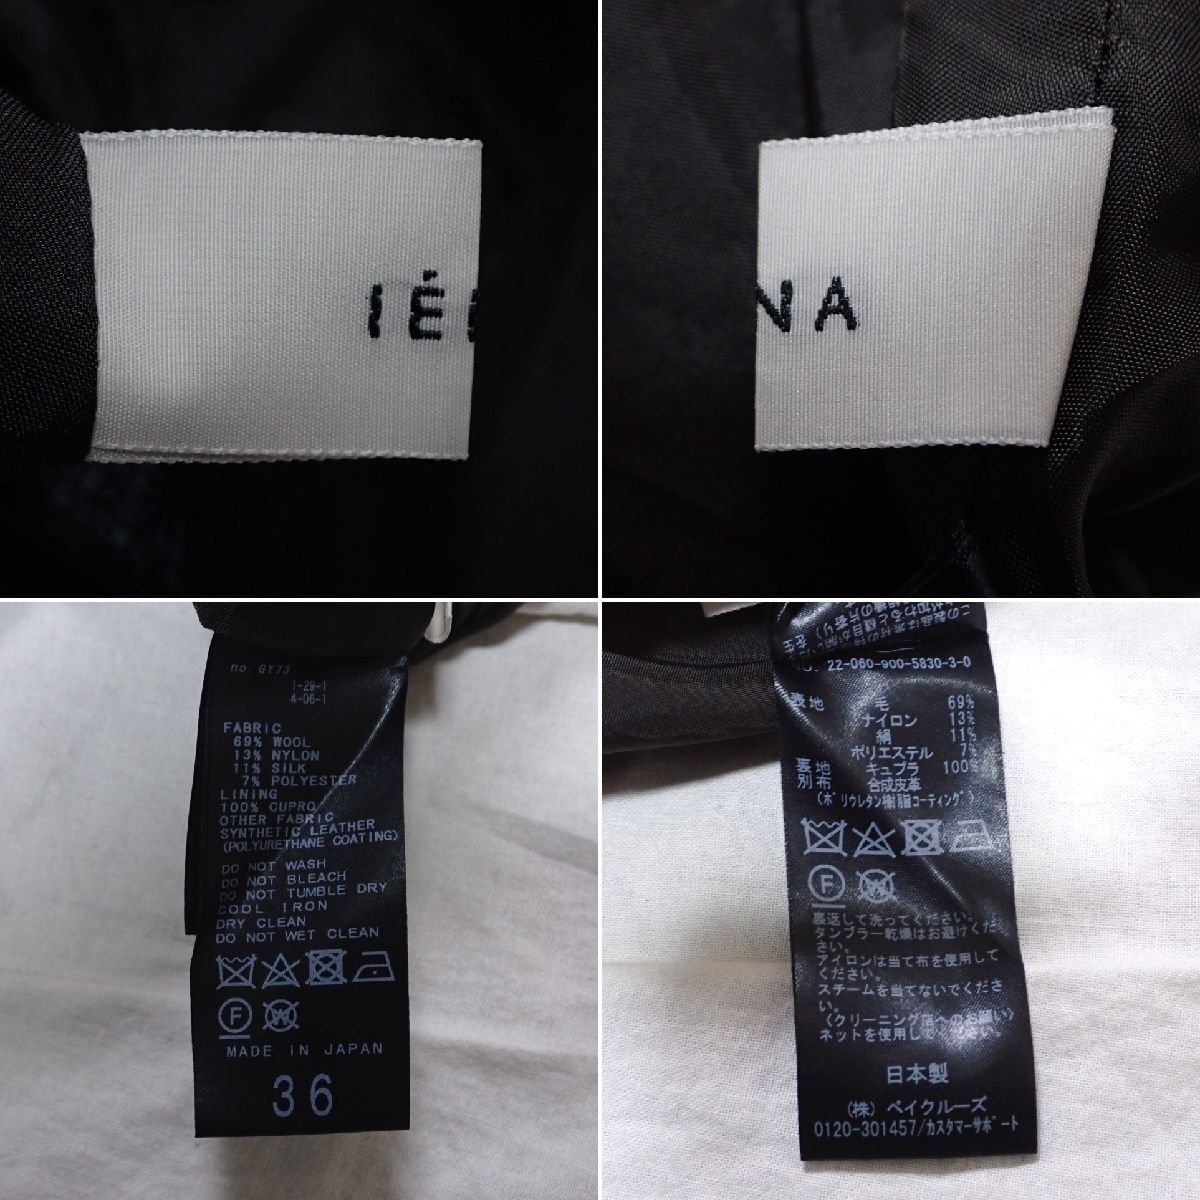 IÉ
NA
no. GY73
1-29-1
4-06-1
FABRIC
69% WOOL
13% NYLON
11% SILK
7% POLYESTER
LINING
100% CUPRO
OTHER FABRIC
SYNTHETIC LEATHER
(POLYURETHANE COATING)
DO NOT WASH
DO NOT BLEACH
DO NOT TUMBLE DRY
COOL IRON
DRY CLEAN
DO NOT WET CLEAN
F W
MADE IN JAPAN
36
22-060-900-5830-3-0
表地 毛 69%
ナイロン 13%
絹 11%
ポリエステル 7%
裏地 キュプラ 100%
別布 合成皮革
(ポリウレタン樹脂コーティング)
F W
裏返して洗ってください。
タンブラー乾燥はお避けくだ
さい。
アイロンは当て布を使用して
ください。
スチームを当てないでくださ
い。
〈クリーニング店へのお願い〉
ネットを使用してください。
日本製
(株) ベイクルーズ
0120-301457/カスタマーサポート